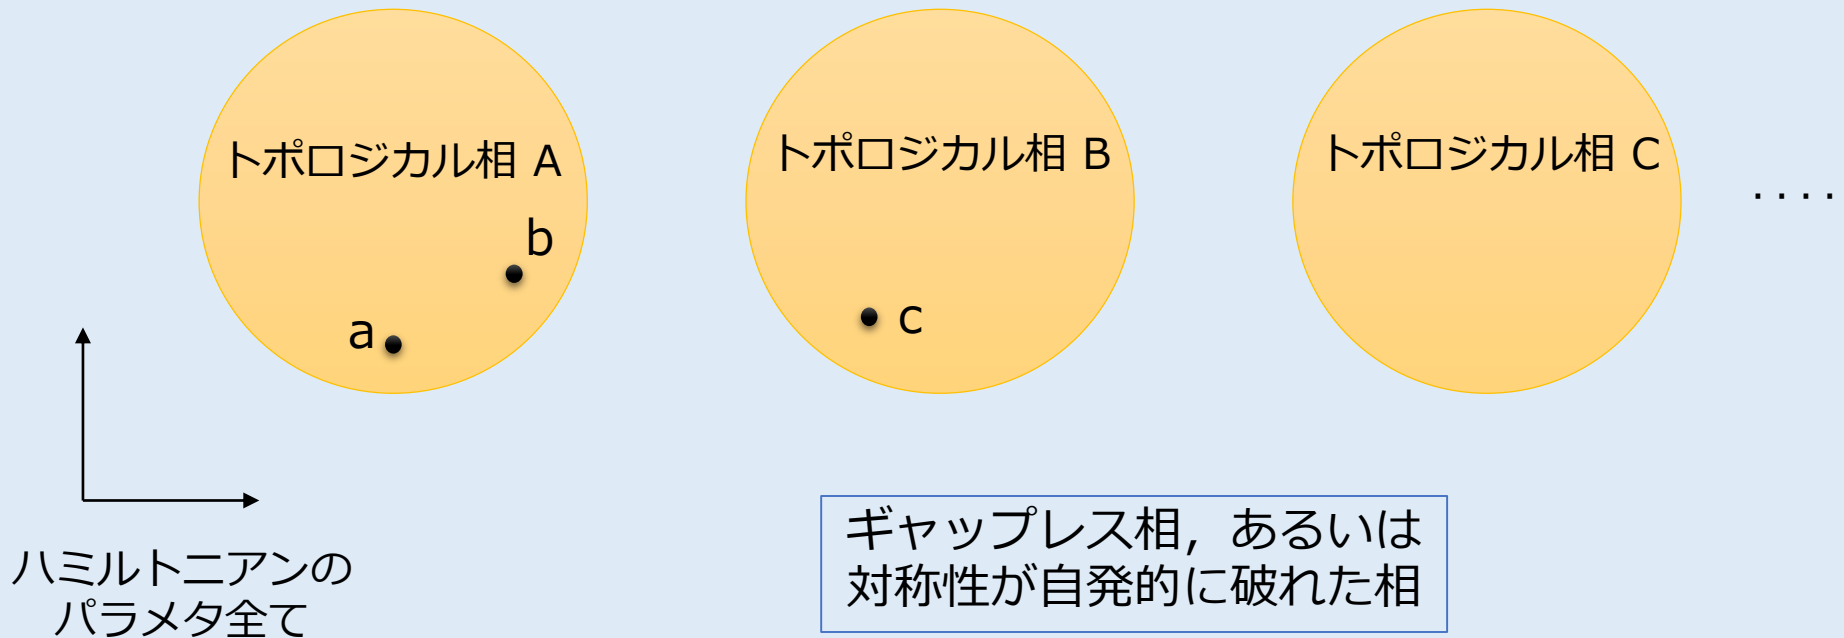 トポロジカル相 A
トポロジカル相 B
トポロジカル相 C
....
b
a
c
ハミルトニアンの
パラメタ全て
ギャップレス相，あるいは
対称性が自発的に破れた相